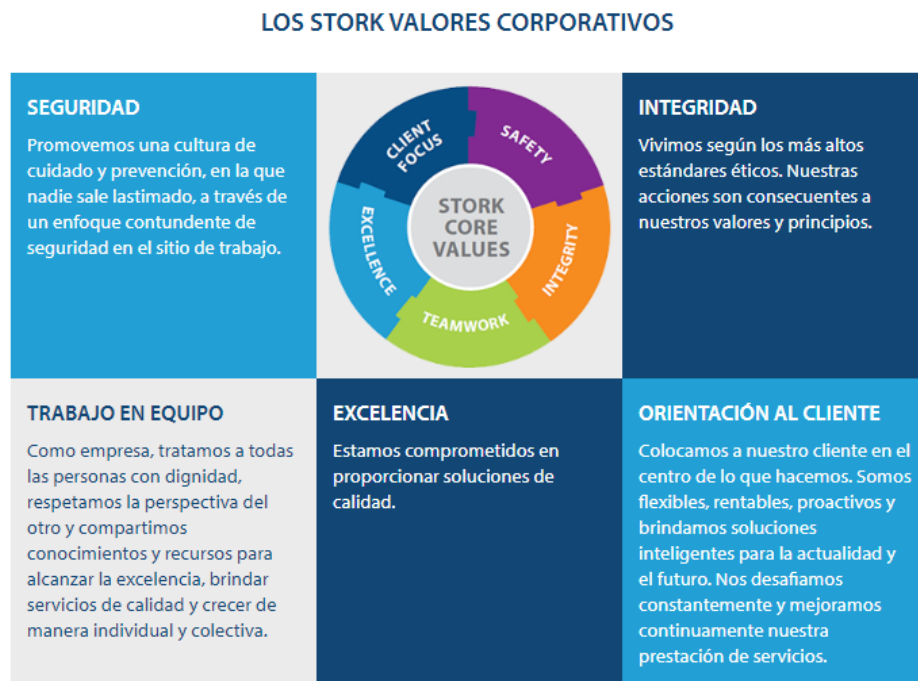 LOS STORK VALORES CORPORATIVOS
SEGURIDAD
Promovemos una cultura de
cuidado y prevención, en la que
nadie sale lastimado, a través de
un enfoque contundente de
seguridad en el sitio de trabajo.
CLIENT
FOCUS
SAFETY
INTEGRITY
TEAMWORK
EXCELLENCE
STORK
CORE
VALUES
INTEGRIDAD
Vivimos según los más altos
estándares éticos. Nuestras
acciones son consecuentes a
nuestros valores y principios.
TRABAJO EN EQUIPO
Como empresa, tratamos a todas
las personas con dignidad,
respetamos la perspectiva del
otro y compartimos
conocimientos y recursos para
alcanzar la excelencia, brindar
servicios de calidad y crecer de
manera individual y colectiva.
EXCELENCIA
Estamos comprometidos en
proporcionar soluciones de
calidad.
ORIENTACIÓN AL CLIENTE
Colocamos a nuestro cliente en el
centro de lo que hacemos. Somos
flexibles, rentables, proactivos y
brindamos soluciones
inteligentes para la actualidad y
el futuro. Nos desafiamos
constantemente y mejoramos
continuamente nuestra
prestación de servicios.